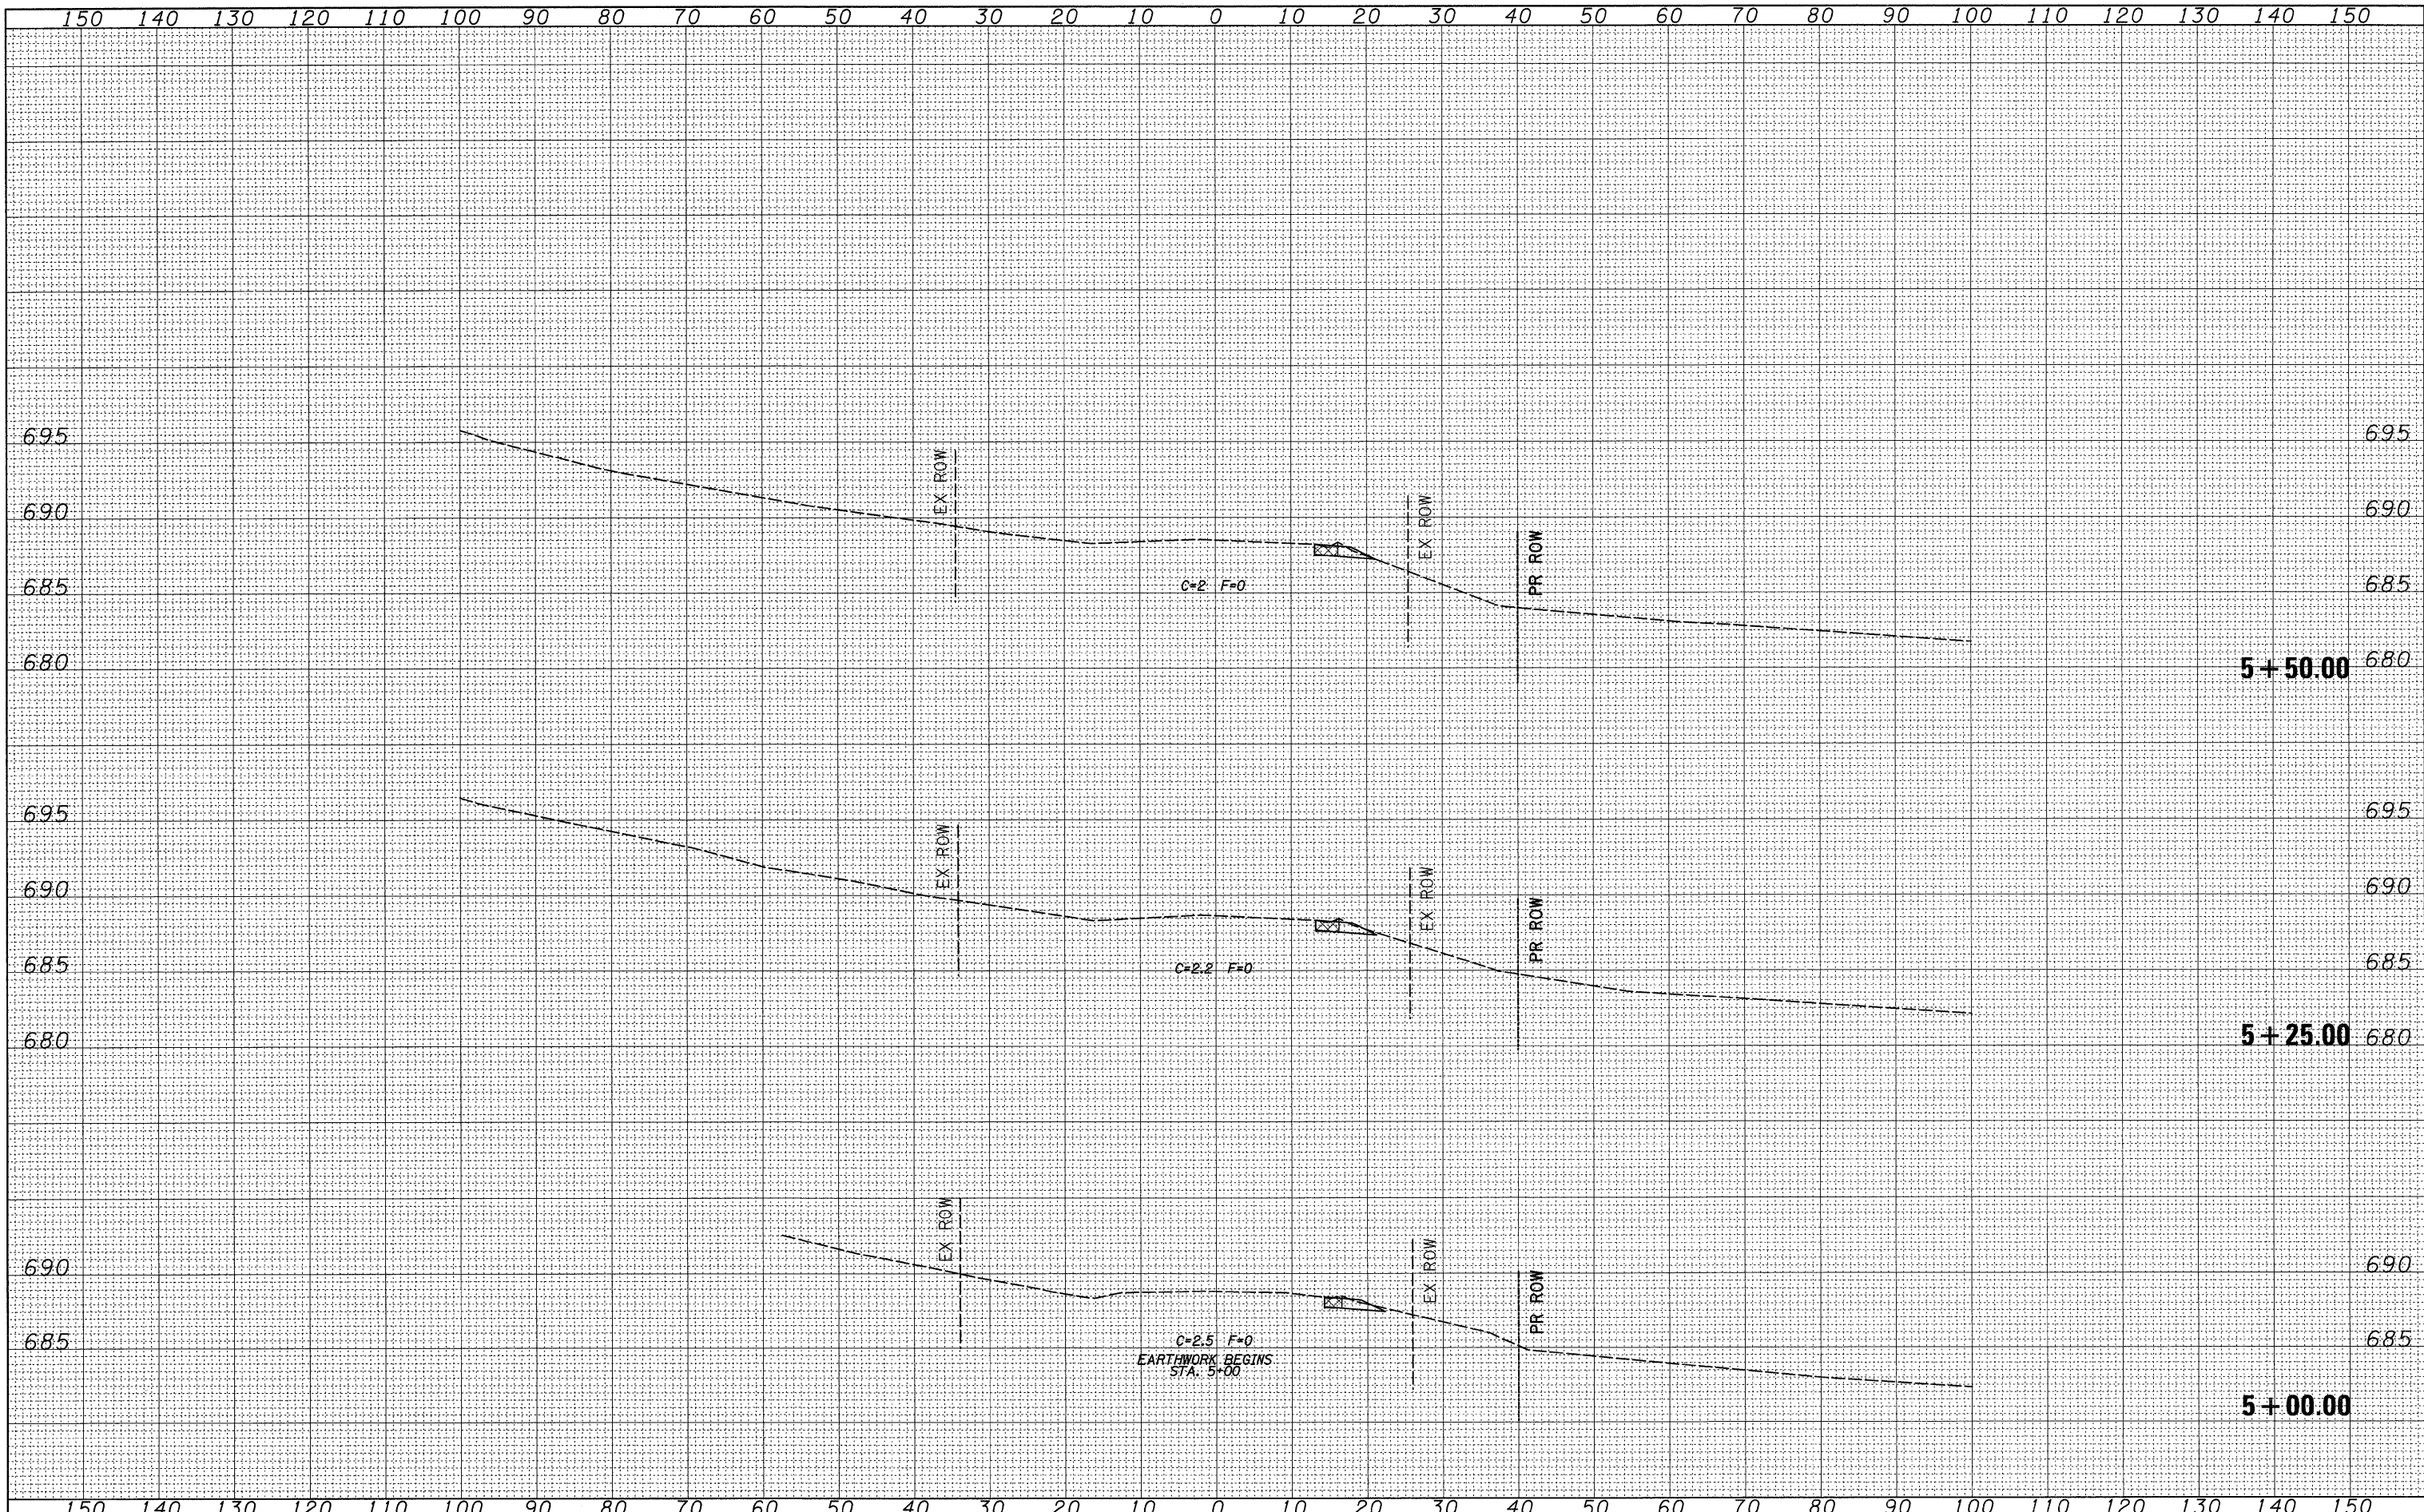 150 140 130 120 110 100 90 80 70 60 50 40 30 20 10 0 10 20 30 40 50 60 70 80 90 100 110 120 130 140 150
695 695
EX ROW
690 690
EX ROW
PR ROW
685 C=2 F=0 685
680 5+50.00 680
695 695
EX ROW
690 690
EX ROW
PR ROW
685 C=2.2 F=0 685
680 5+25.00 680
EX ROW
690 690
EX ROW
PR ROW
685 C=2.5 F=0 685
EARTHWORK BEGINS
STA. 5+00
5+00.00
150 140 130 120 110 100 90 80 70 60 50 40 30 20 10 0 10 20 30 40 50 60 70 80 90 100 110 120 130 140 150